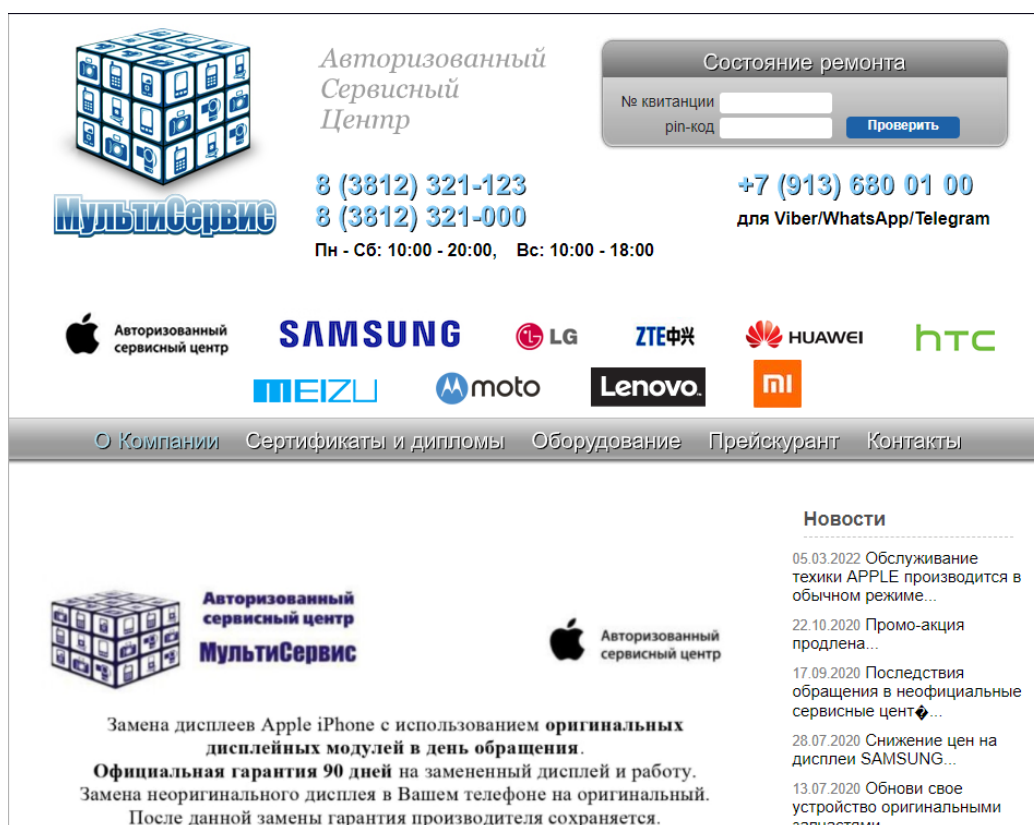 Авторизованный
Сервисный
Центр
МультиСервис
8 (3812) 321-123
8 (3812) 321-000
Пн - Сб: 10:00 - 20:00, Вс: 10:00 - 18:00
Состояние ремонта
№ квитанции
pin-код
Проверить
+7 (913) 680 01 00
для Viber/WhatsApp/Telegram
Авторизованный
сервисный центр
SAMSUNG
LG
ZTE中兴
HUAWEI
hTC
MEIZU
moto
Lenovo
MI
О Компании Сертификаты и дипломы Оборудование Прейскурант Контакты
Авторизованный
сервисный центр
МультиСервис
Авторизованный
сервисный центр
Замена дисплеев Apple iPhone с использованием оригинальных
дисплейных модулей в день обращения.
Официальная гарантия 90 дней на замененный дисплей и работу.
Замена неоригинального дисплея в Вашем телефоне на оригинальный.
После данной замены гарантия производителя сохраняется.
Новости
05.03.2022 Обслуживание
техики APPLE производится в
обычном режиме...
22.10.2020 Промо-акция
продлена...
17.09.2020 Последствия
обращения в неофициальные
сервисные цент�...
28.07.2020 Снижение цен на
дисплеи SAMSUNG...
13.07.2020 Обнови свое
устройство оригинальными
запчастями